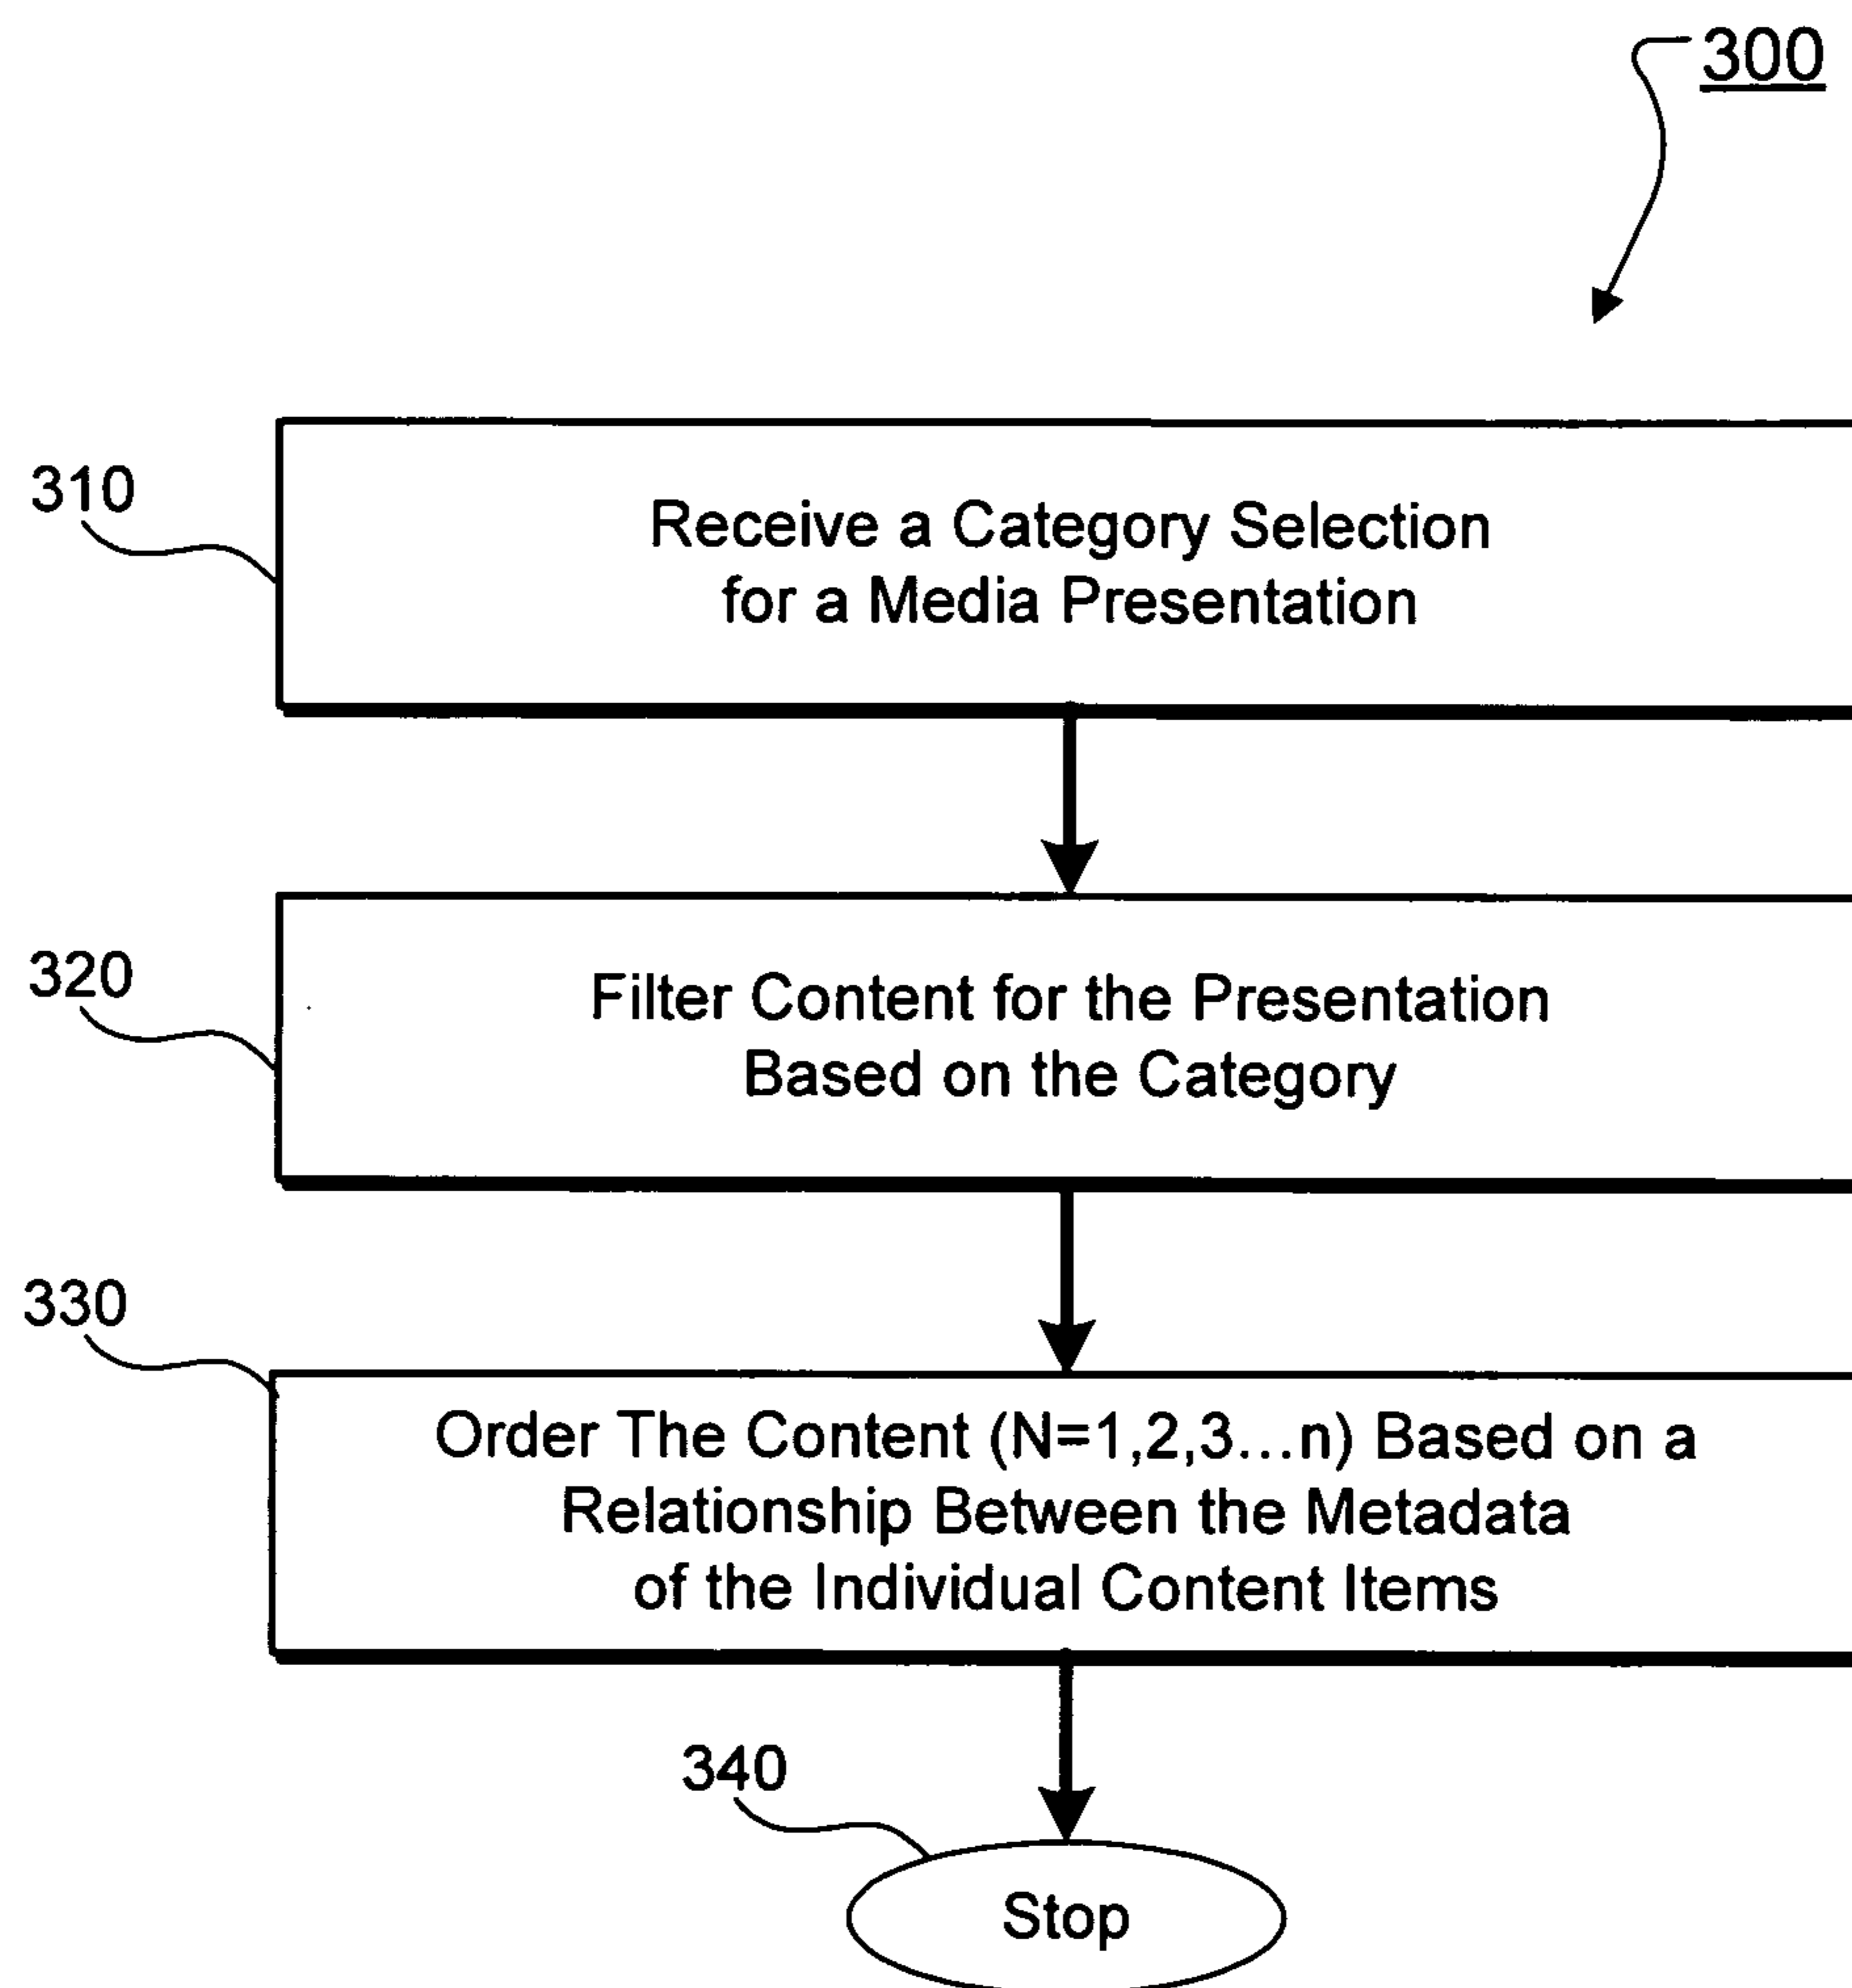 300
310
Receive a Category Selection
for a Media Presentation
320
Filter Content for the Presentation
Based on the Category
330
Order The Content (N=1,2,3...n) Based on a
Relationship Between the Metadata
of the Individual Content Items
340
Stop